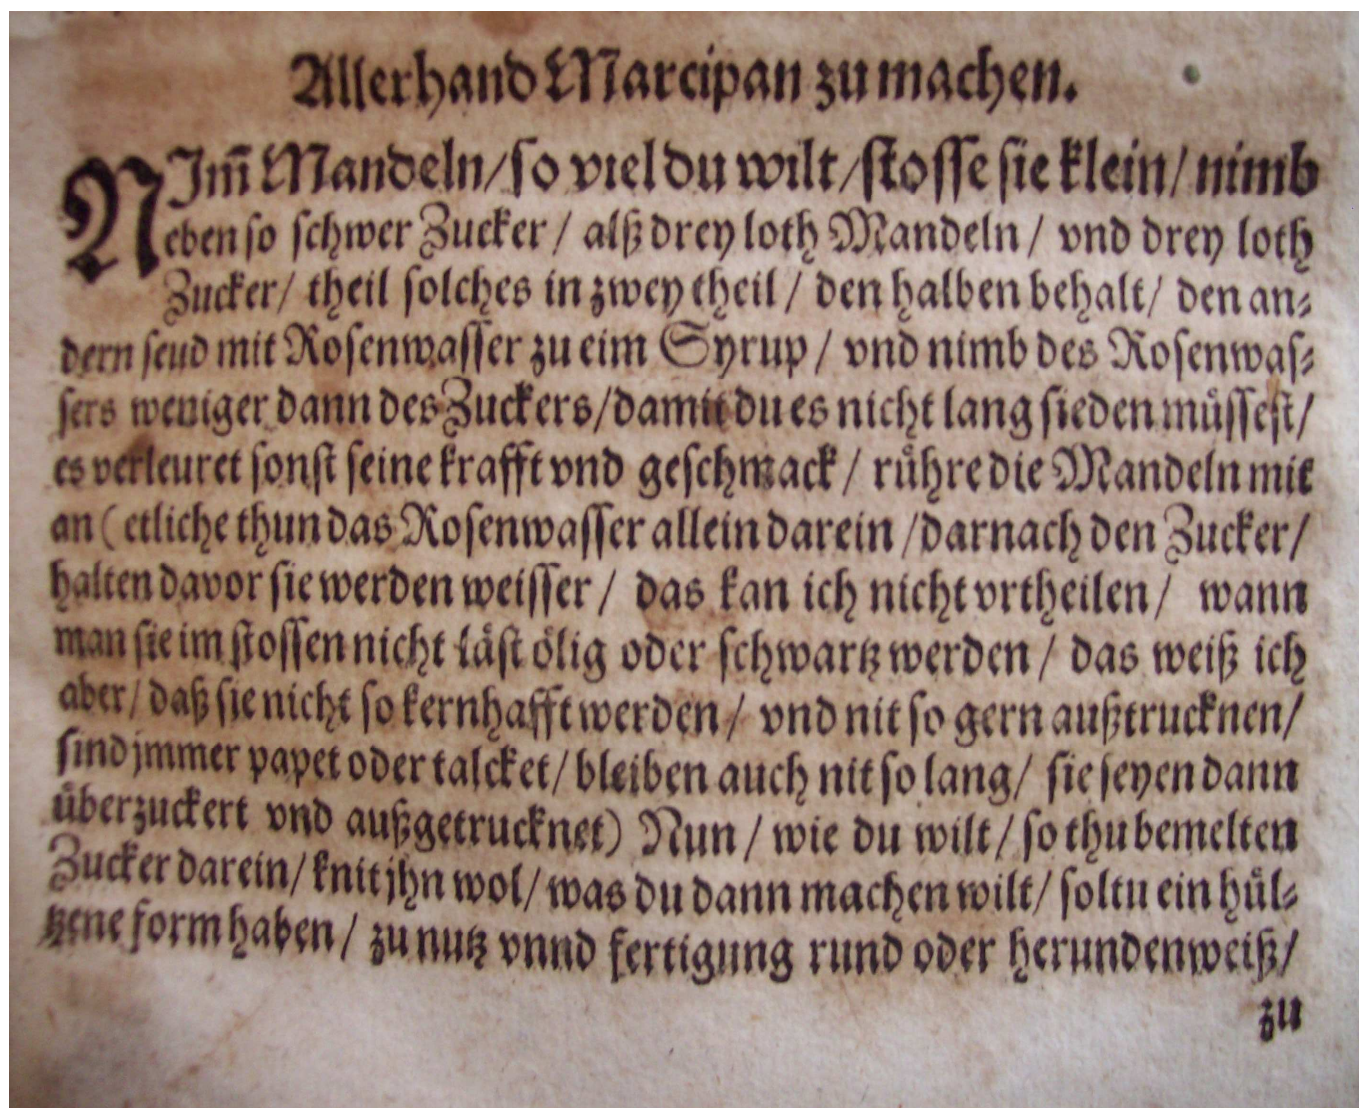 Allerhand Marcipan zu machen.
NJm̃ Mandeln/so viel du wilt/stosse sie klein/nimb
eben so schwer Zucker / alß drey loth Mandeln / vnd drey loth
Zucker/ theil solches in zwey theil / den halben behalt/ den an⸗
dern seud mit Rosenwasser zu eim Syrup / vnd nimb des Rosenwas⸗
sers weniger dann des Zuckers/damit du es nicht lang sieden müssest/
es verleuret sonst seine krafft vnd geschmack / rühre die Mandeln mit
an (etliche thun das Rosenwasser allein darein /darnach den Zucker/
halten davor sie werden weisser / das kan ich nicht vrtheilen/ wann
man sie im stossen nicht läst ölig oder schwartz werden / das weiß ich
aber/ daß sie nicht so kernhafft werden / vnd nit so gern außtrucknen/
sind jmmer papet oder talcket/ bleiben auch nit so lang/ sie seyen dann
überzuckert vnd außgetrucknet) Nun / wie du wilt / so thu bemelten
Zucker darein/ knit jhn wol/ was du dann machen wilt/ soltu ein hül⸗
tzene form haben / zu nutz vnnd fertigung rund oder herundenweiß/
zu